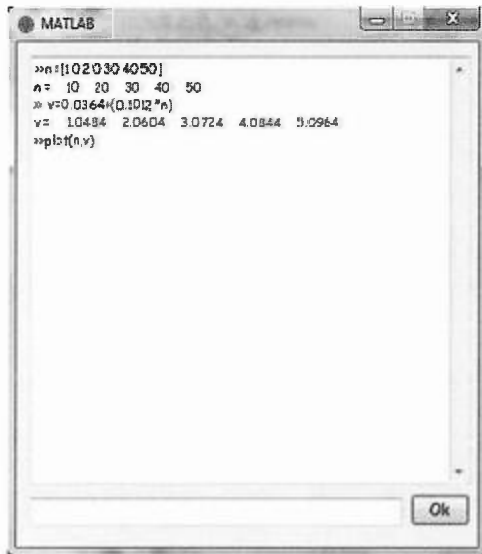 MATLAB
»n=[10 20 30 40 50]
n= 10 20 30 40 50
» v=0.0364+(0.1012*n)
v= 1.0484 2.0604 3.0724 4.0844 5.0964
»plot(n,v)
Ok